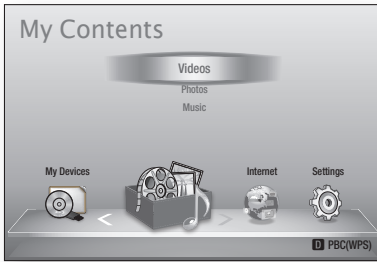 My Contents
Videos
Photos
Music
My Devices
Internet
Settings
D PBC(WPS)